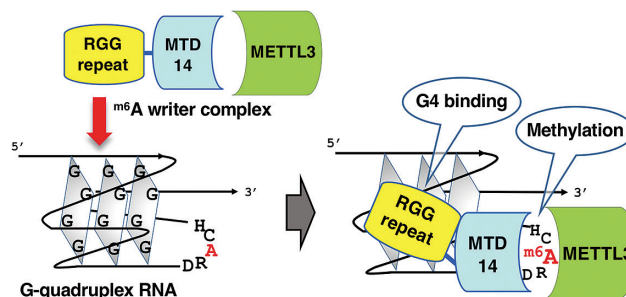 RGG
repeat
MTD
14
METTL3
m6A writer complex
5′
G G G
G G G
3′
G G G
G G G
H
C
A
R
D
G-quadruplex RNA
G4 binding
Methylation
5′
3′
RGG
repeat
MTD
14
H
C
m6A
R
D
METTL3